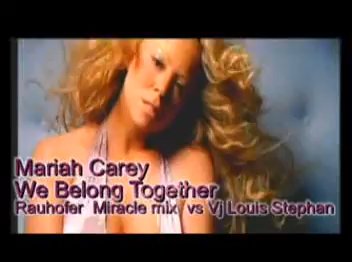 Mariah Carey
We Belong Together
Rauhofer Miracle mix vs Vj Louis Stephan